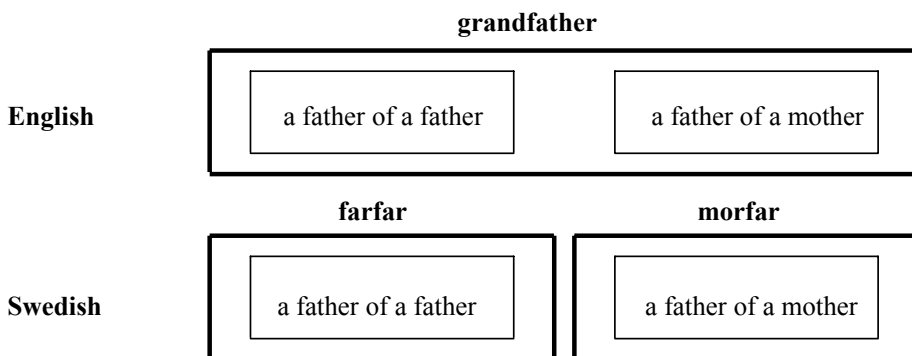 grandfather
English
a father of a father
a father of a mother
farfar
morfar
Swedish
a father of a father
a father of a mother